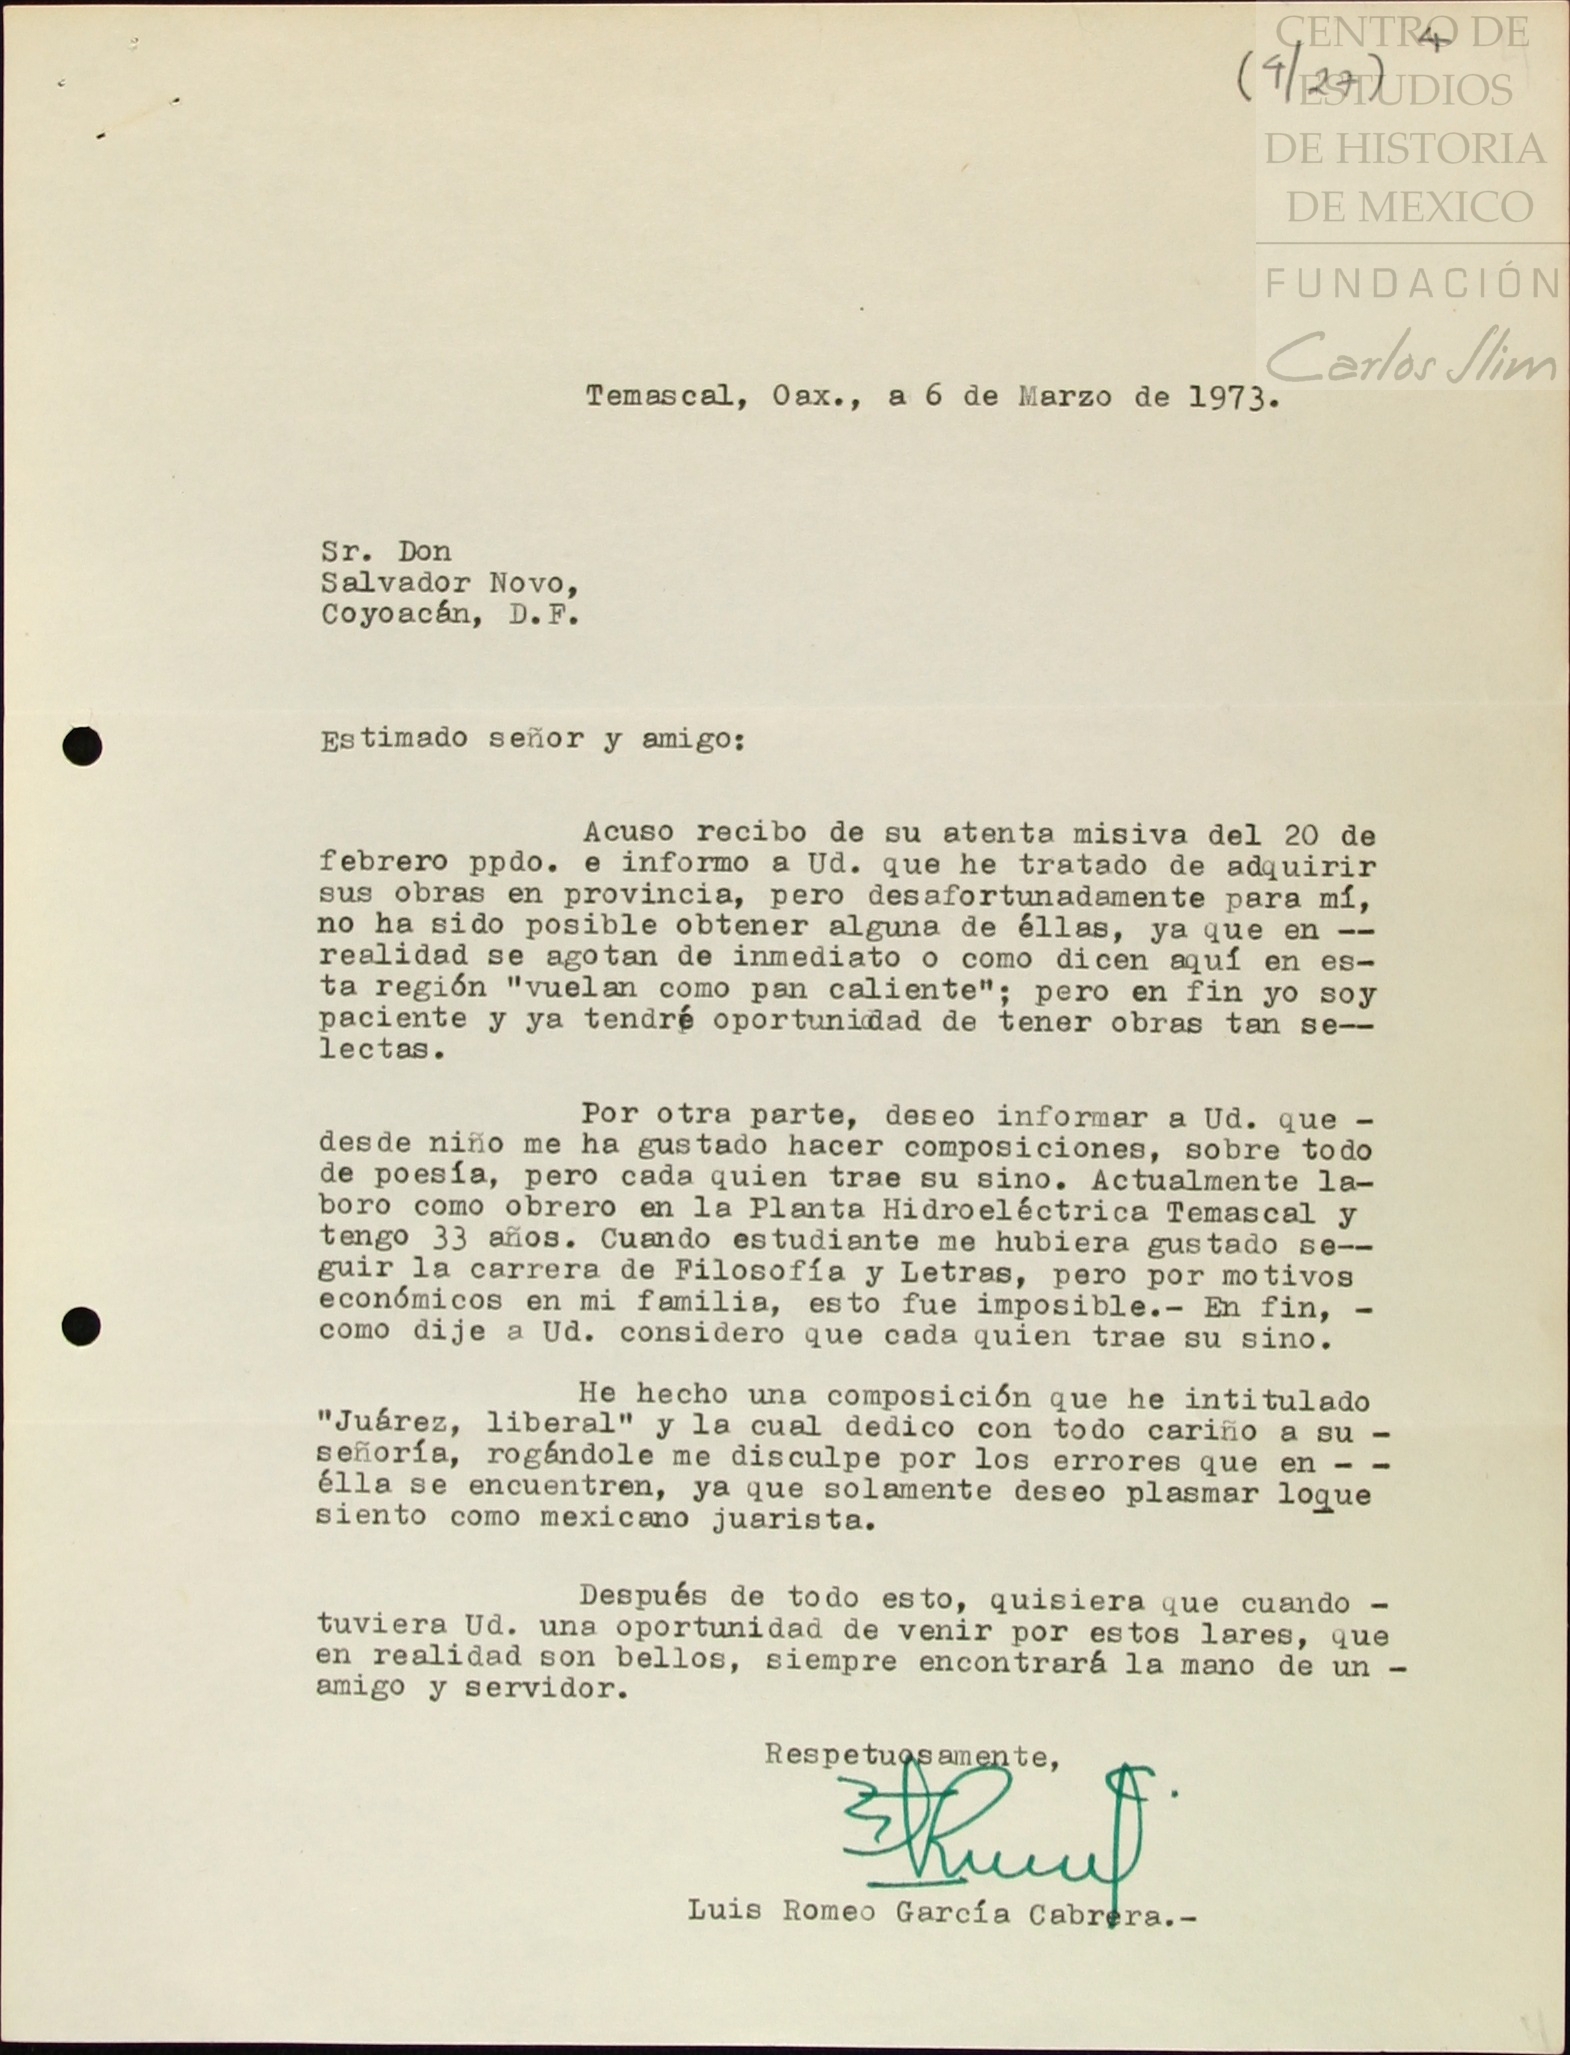 CENTRO DE
4
(4/27)
ESTUDIOS
DE HISTORIA
DE MEXICO
FUNDACIÓN
Carlos Slim
Temascal, Oax., a 6 de Marzo de 1973.
Sr. Don
Salvador Novo,
Coyoacán, D.F.
Estimado señor y amigo:
Acuso recibo de su atenta misiva del 20 de
febrero ppdo. e informo a Ud. que he tratado de adquirir
sus obras en provincia, pero desafortunadamente para mí,
no ha sido posible obtener alguna de éllas, ya que en --
realidad se agotan de inmediato o como dicen aquí en es-
ta región "vuelan como pan caliente"; pero en fin yo soy
paciente y ya tendré oportunidad de tener obras tan se--
lectas.
Por otra parte, deseo informar a Ud. que -
desde niño me ha gustado hacer composiciones, sobre todo
de poesía, pero cada quien trae su sino. Actualmente la-
boro como obrero en la Planta Hidroeléctrica Temascal y
tengo 33 años. Cuando estudiante me hubiera gustado se--
guir la carrera de Filosofía y Letras, pero por motivos
económicos en mi familia, esto fue imposible.- En fin, -
como dije a Ud. considero que cada quien trae su sino.
He hecho una composición que he intitulado
"Juárez, liberal" y la cual dedico con todo cariño a su -
señoría, rogándole me disculpe por los errores que en - -
élla se encuentren, ya que solamente deseo plasmar loque
siento como mexicano juarista.
Después de todo esto, quisiera que cuando -
tuviera Ud. una oportunidad de venir por estos lares, que
en realidad son bellos, siempre encontrará la mano de un -
amigo y servidor.
Respetuosamente,
Luis Romeo García Cabrera.-